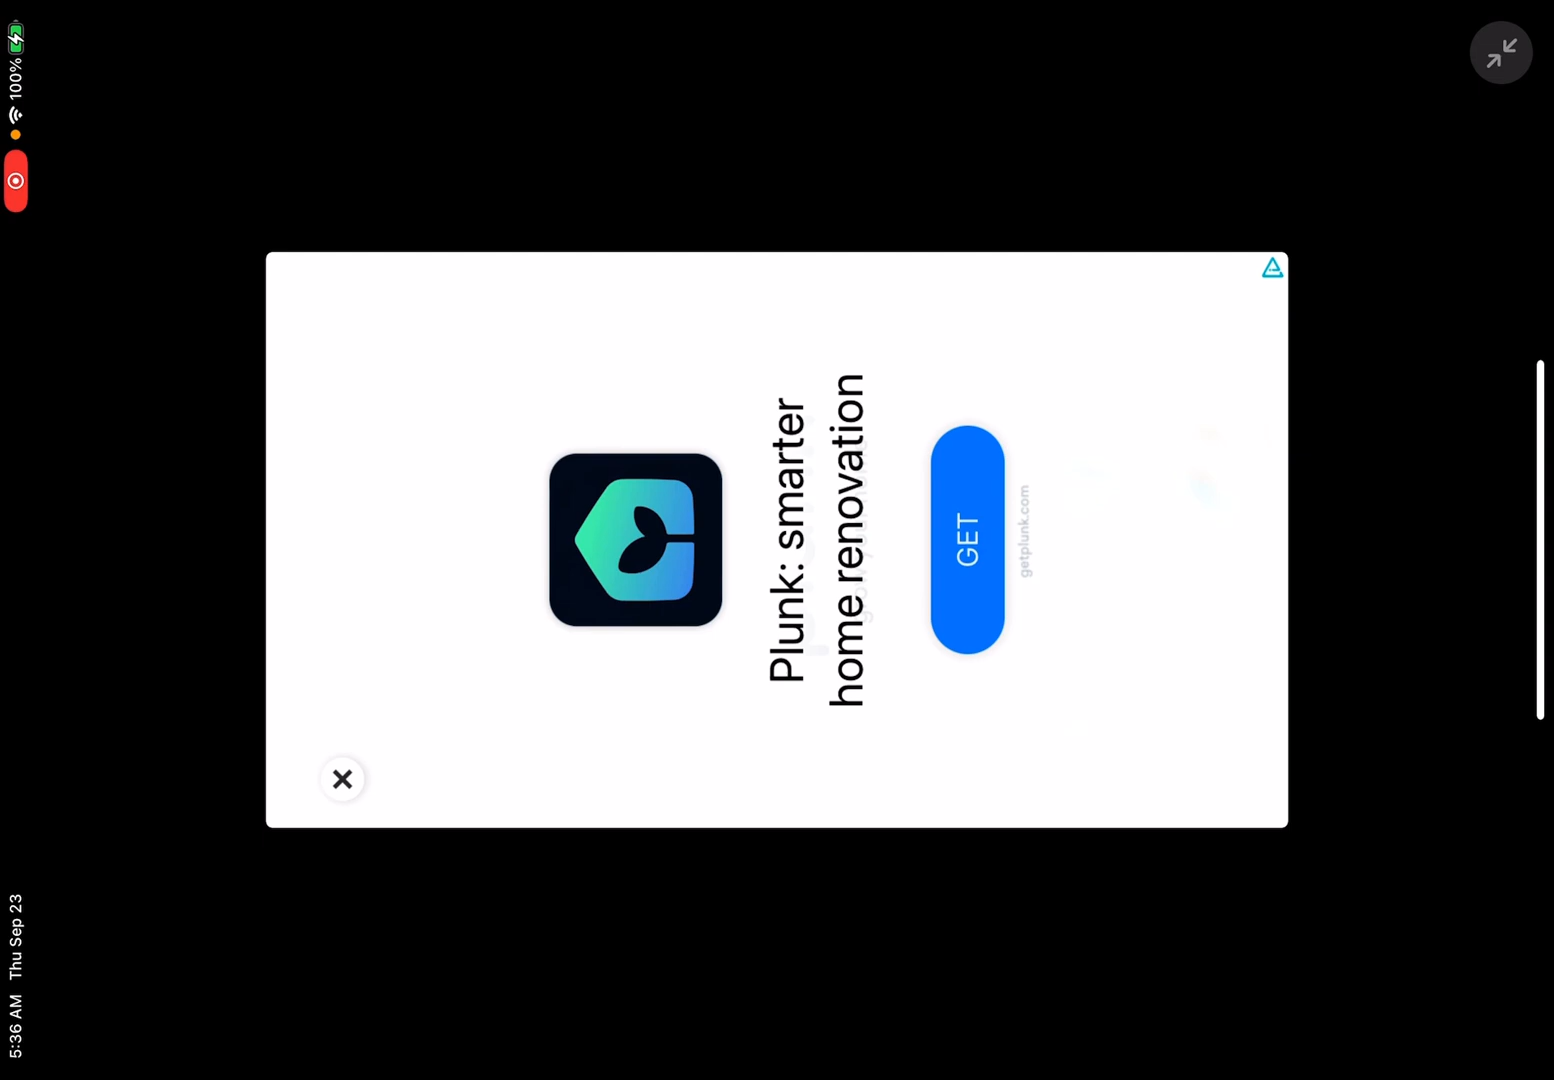 5:36 AM Thu Sep 23
100%
Plunk: smarter
home renovation
GET
getplunk.com